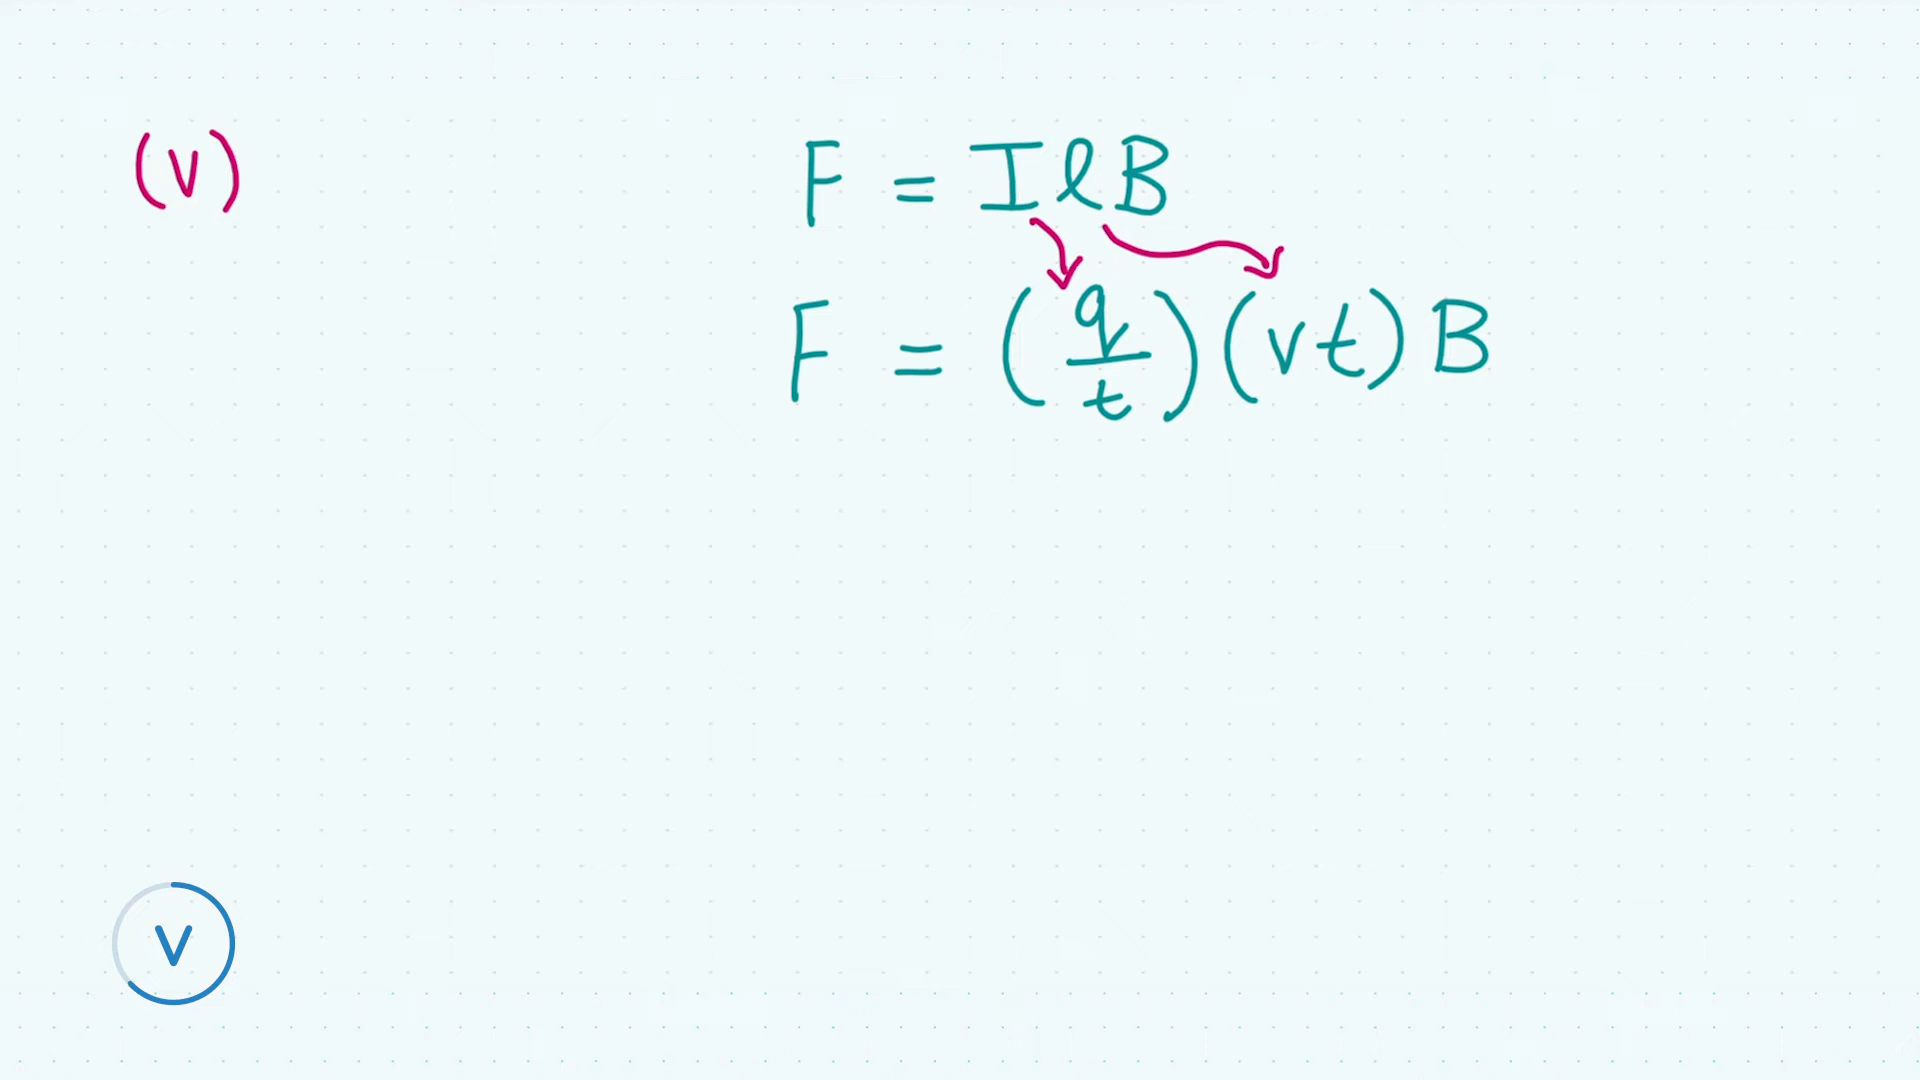 (v)
F = IℓB
F = (q/t)(vt)B
V